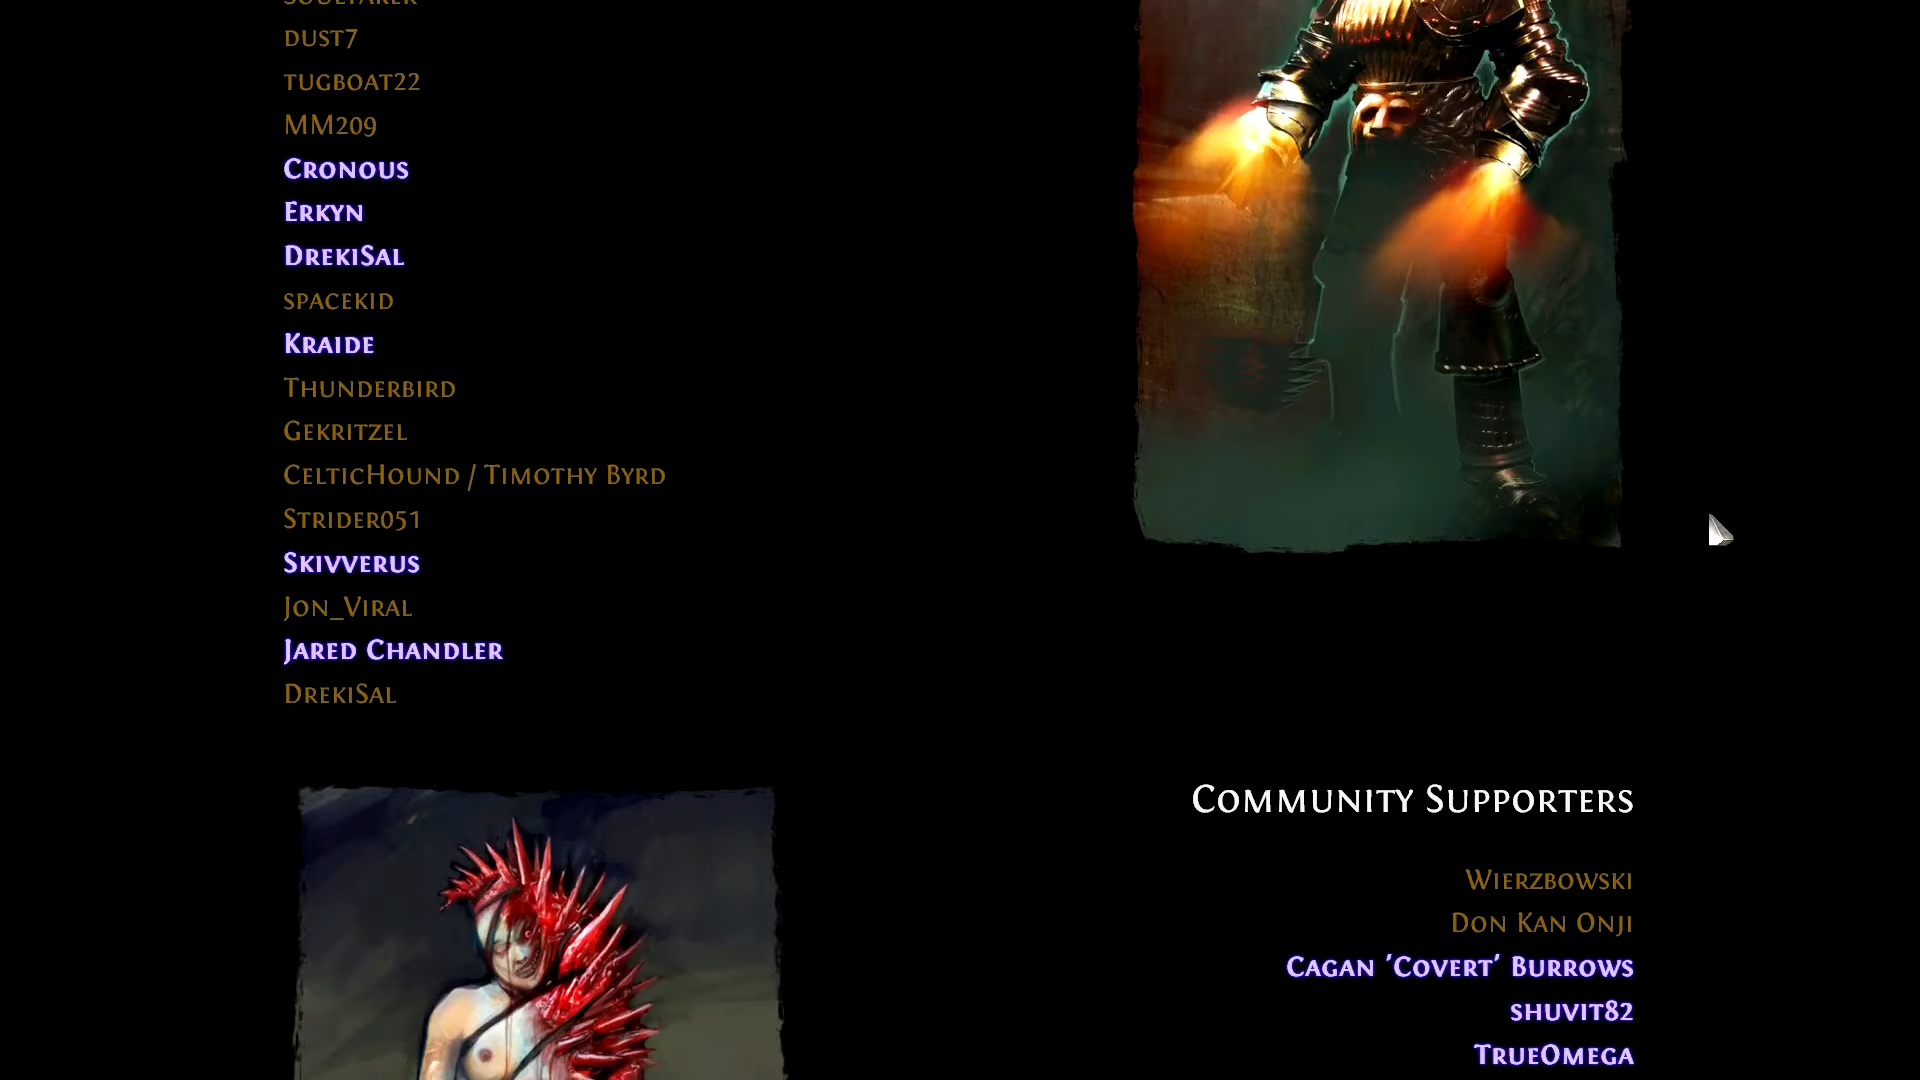 dust7
tugboat22
MM209
Cronous
Erkyn
DrekiSal
spacekid
Kraide
Thunderbird
Gekritzel
CelticHound / Timothy Byrd
Strider051
Skivverus
Jon_Viral
Jared Chandler
DrekiSal
Community Supporters
Wierzbowski
Don Kan Onji
Cagan 'Covert' Burrows
shuvit82
TrueOmega